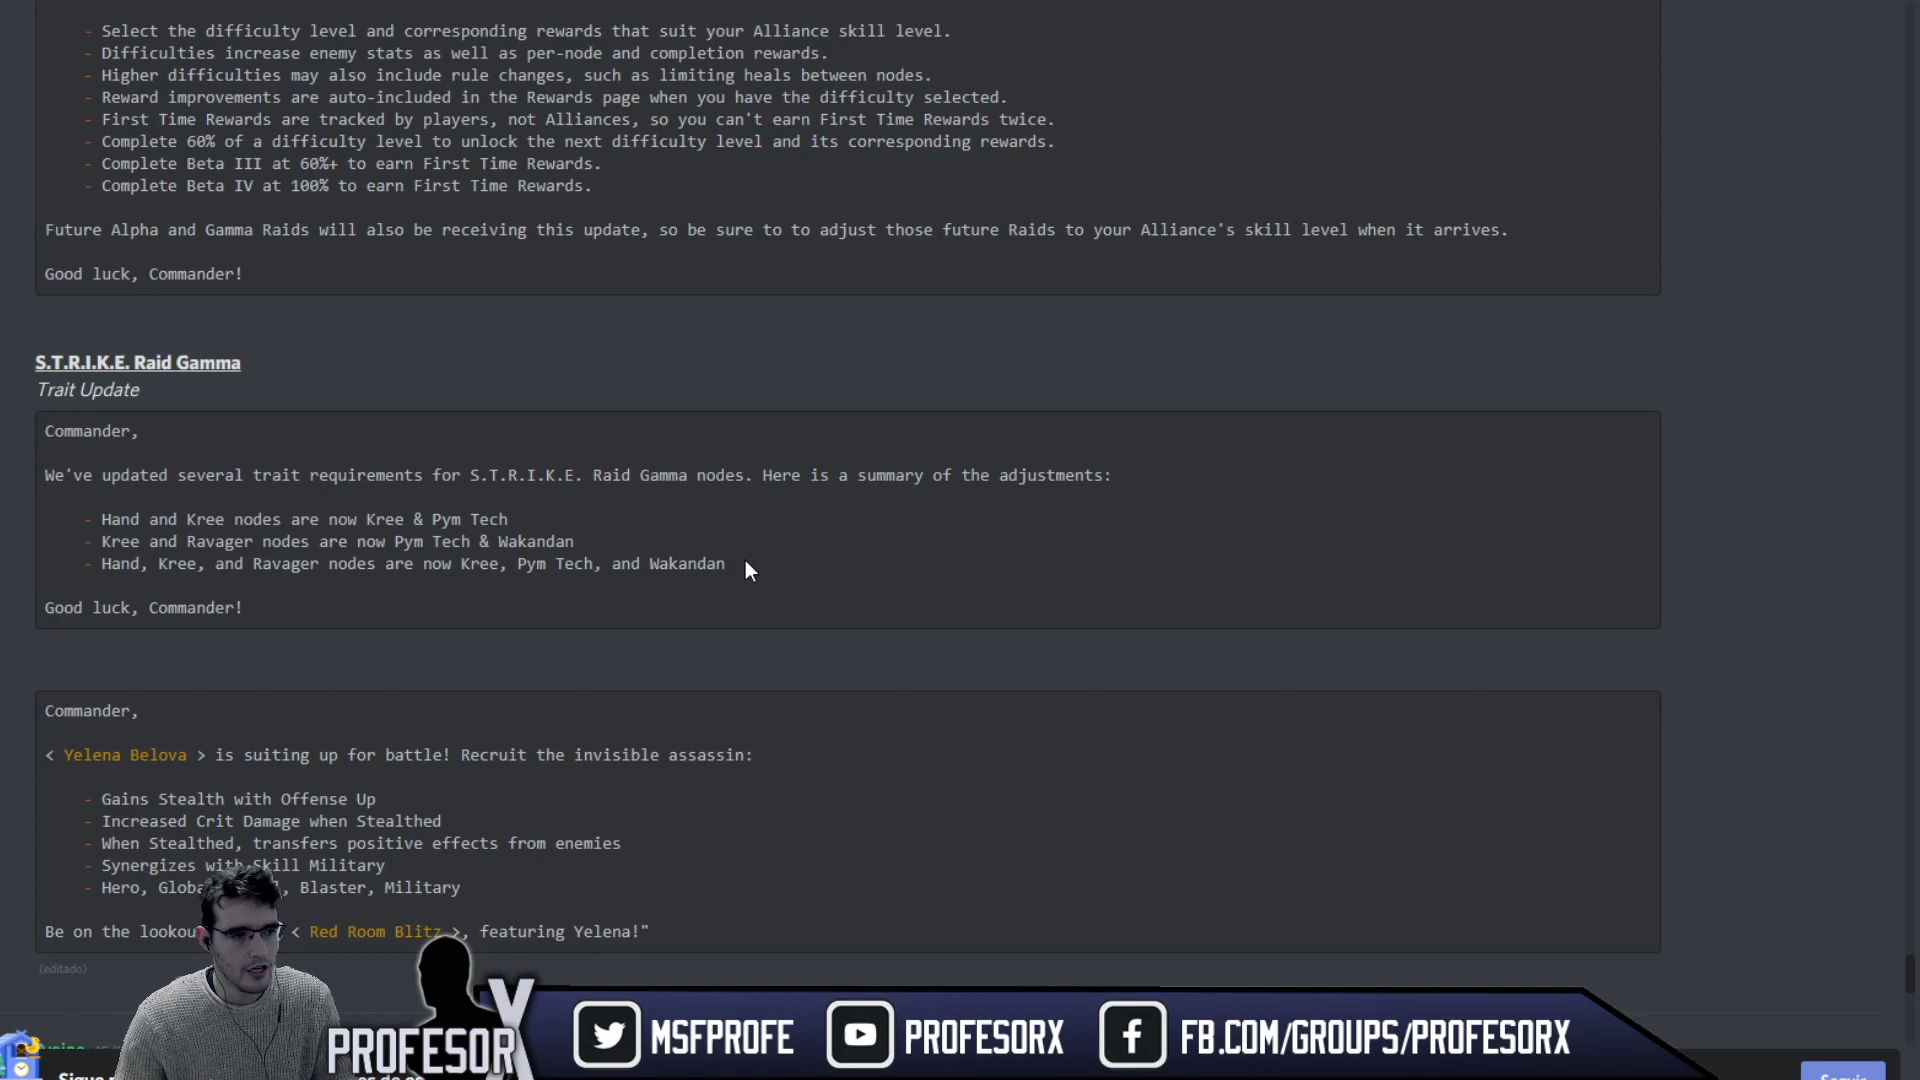 - Select the difficulty level and corresponding rewards that suit your Alliance skill level.
- Difficulties increase enemy stats as well as per-node and completion rewards.
- Higher difficulties may also include rule changes, such as limiting heals between nodes.
- Reward improvements are auto-included in the Rewards page when you have the difficulty selected.
- First Time Rewards are tracked by players, not Alliances, so you can't earn First Time Rewards twice.
- Complete 60% of a difficulty level to unlock the next difficulty level and its corresponding rewards.
- Complete Beta III at 60%+ to earn First Time Rewards.
- Complete Beta IV at 100% to earn First Time Rewards.
Future Alpha and Gamma Raids will also be receiving this update, so be sure to to adjust those future Raids to your Alliance's skill level when it arrives.
Good luck, Commander!
S.T.R.I.K.E. Raid Gamma
Trait Update
Commander,
We've updated several trait requirements for S.T.R.I.K.E. Raid Gamma nodes. Here is a summary of the adjustments:
- Hand and Kree nodes are now Kree & Pym Tech
- Kree and Ravager nodes are now Pym Tech & Wakandan
- Hand, Kree, and Ravager nodes are now Kree, Pym Tech, and Wakandan
Good luck, Commander!
Commander,
< Yelena Belova > is suiting up for battle! Recruit the invisible assassin:
- Gains Stealth with Offense Up
- Increased Crit Damage when Stealthed
- When Stealthed, transfers positive effects from enemies
- Synergizes with Skill Military
- Hero, Blaster, Military
Be on the < Red Room Blitz >, featuring Yelena!"
(editado)
PROFESOR X
MSFPROFE
PROFESORX
FB.COM/GROUPS/PROFESORX